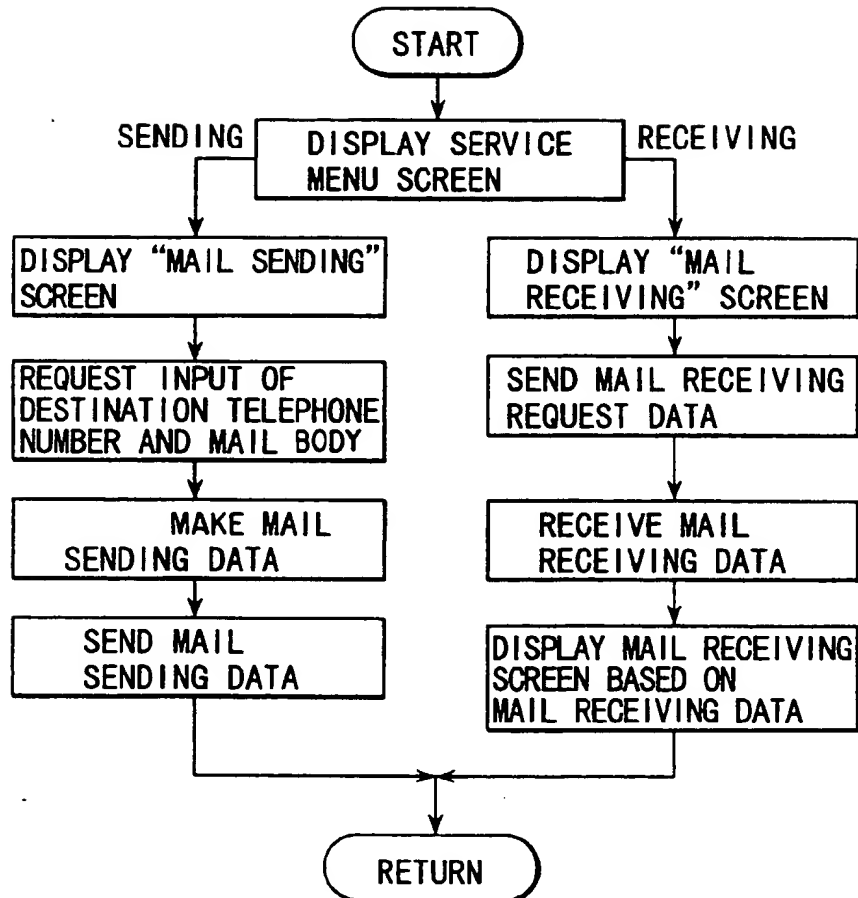 START
SENDING
DISPLAY SERVICE
MENU SCREEN
RECEIVING
DISPLAY “MAIL SENDING”
SCREEN
REQUEST INPUT OF
DESTINATION TELEPHONE
NUMBER AND MAIL BODY
MAKE MAIL
SENDING DATA
SEND MAIL
SENDING DATA
DISPLAY “MAIL
RECEIVING” SCREEN
SEND MAIL RECEIVING
REQUEST DATA
RECEIVE MAIL
RECEIVING DATA
DISPLAY MAIL RECEIVING
SCREEN BASED ON
MAIL RECEIVING DATA
RETURN